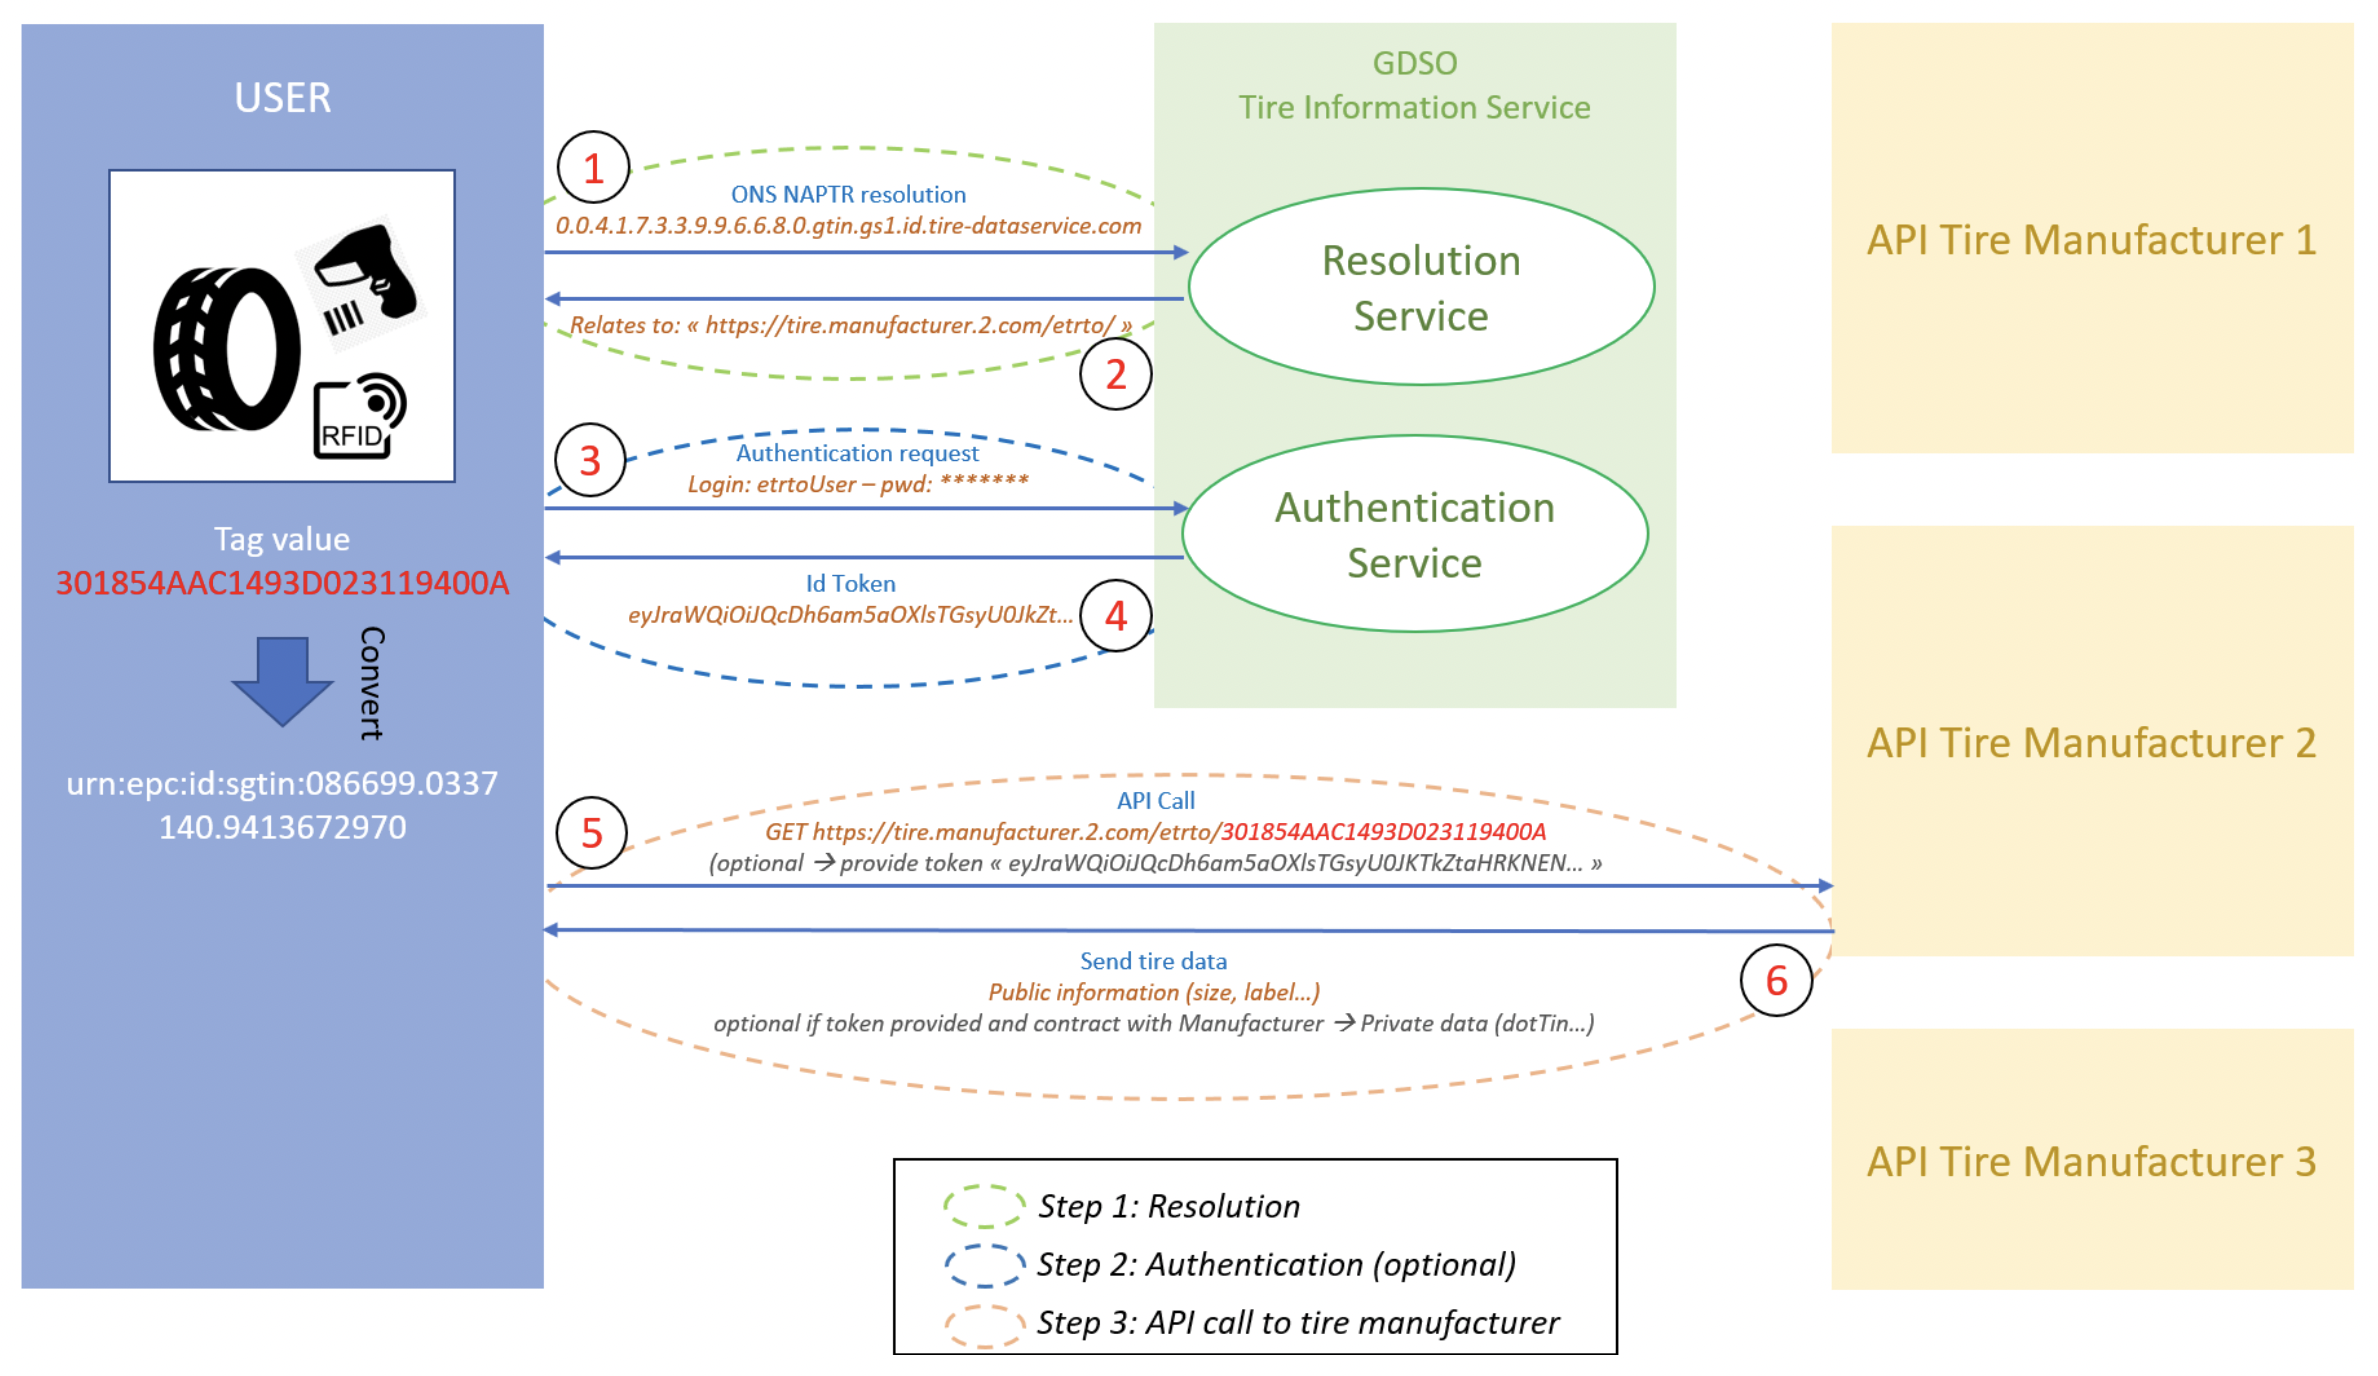 USER
RFID
Tag value
301854AAC1493D023119400A
Convert
urn:epc:id:sgtin:086699.0337
140.9413672970
1
ONS NAPTR resolution
0.0.4.1.7.3.3.9.9.6.6.8.0.gtin.gs1.id.tire-dataservice.com
Relates to: « https://tire.manufacturer.2.com/etrto/ »
2
3
Authentication request
Login: etrtoUser – pwd: *******
Id Token
eyJraWQiOiJQcDh6am5aOXlsTGsyU0JkZt...
4
GDSO
Tire Information Service
Resolution
Service
Authentication
Service
5
API Call
GET https://tire.manufacturer.2.com/etrto/301854AAC1493D023119400A
(optional → provide token « eyJraWQiOiJQcDh6am5aOXlsTGsyU0JKTkZtaHRKNEN... »
Send tire data
Public information (size, label...)
optional if token provided and contract with Manufacturer → Private data (dotTin...)
6
API Tire Manufacturer 1
API Tire Manufacturer 2
API Tire Manufacturer 3
Step 1: Resolution
Step 2: Authentication (optional)
Step 3: API call to tire manufacturer